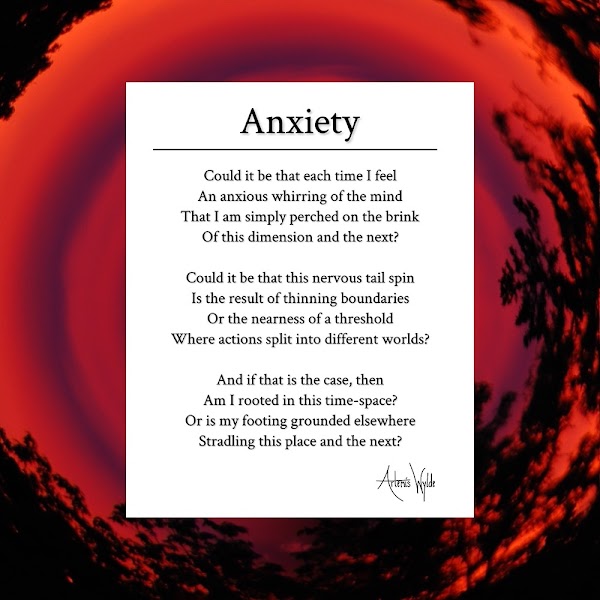 Anxiety
Could it be that each time I feel
An anxious whirring of the mind
That I am simply perched on the brink
Of this dimension and the next?
Could it be that this nervous tail spin
Is the result of thinning boundaries
Or the nearness of a threshold
Where actions split into different worlds?
And if that is the case, then
Am I rooted in this time-space?
Or is my footing grounded elsewhere
Stradling this place and the next?
Artemis Wylde